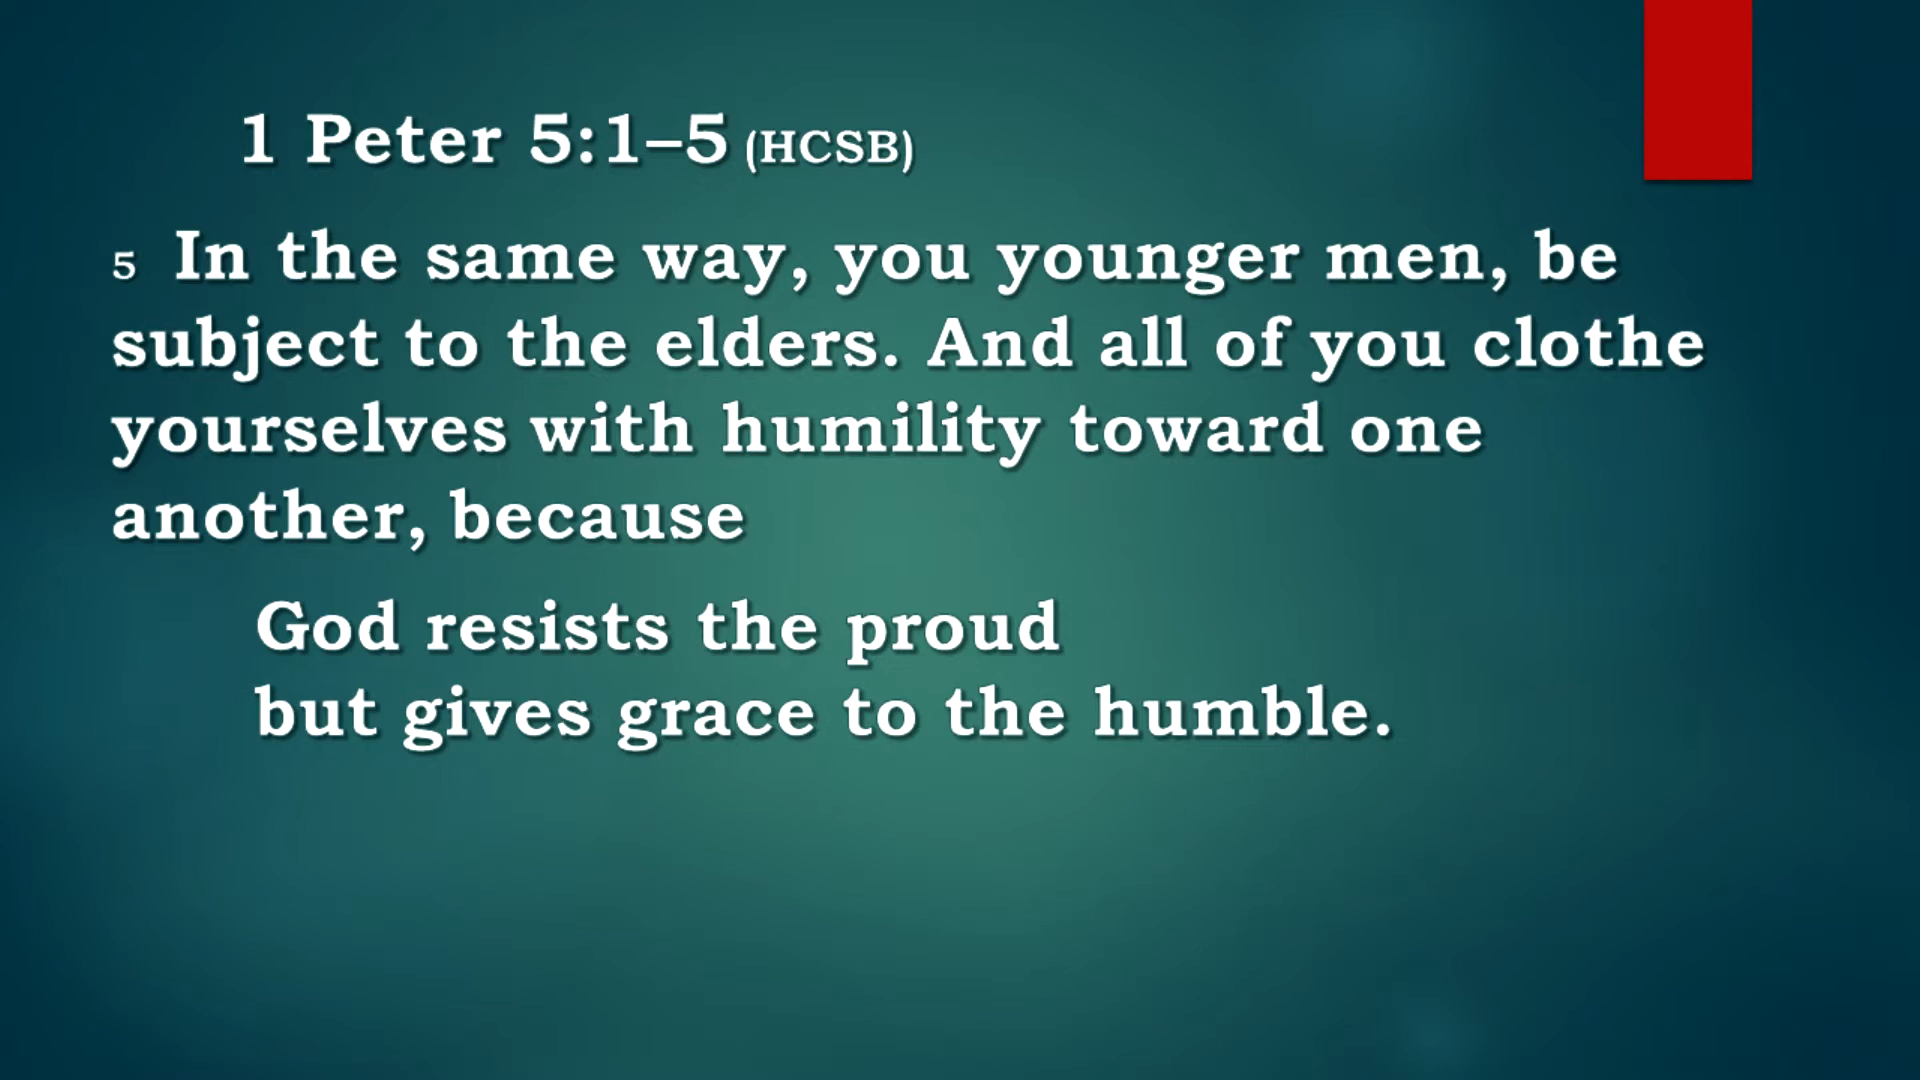 1 Peter 5:1–5 (HCSB)
5 In the same way, you younger men, be
subject to the elders. And all of you clothe
yourselves with humility toward one
another, because
God resists the proud
but gives grace to the humble.